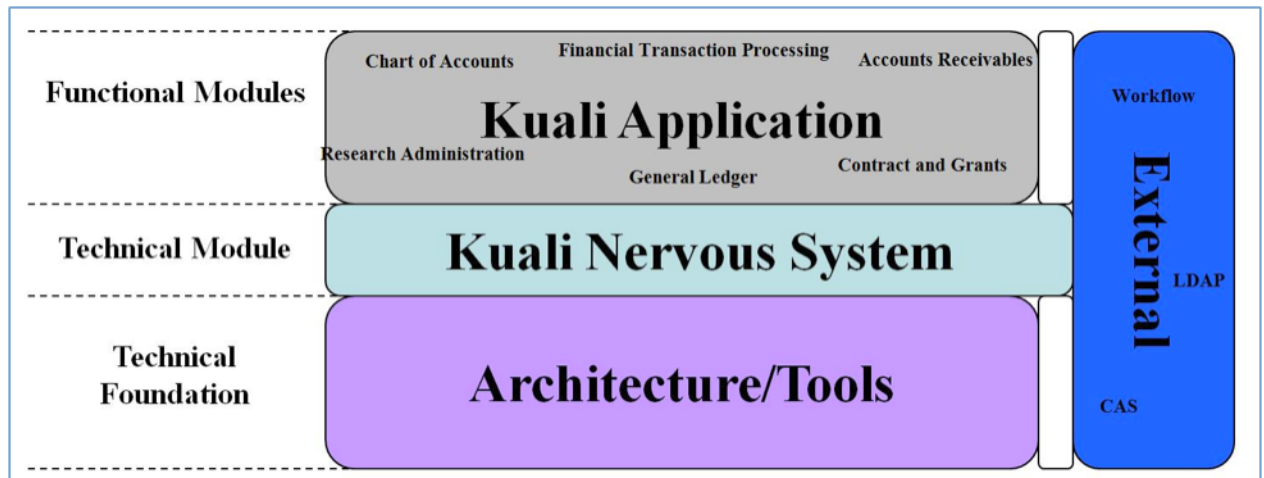 Functional Modules
Chart of Accounts
Financial Transaction Processing
Accounts Receivables
Kuali Application
Research Administration
General Ledger
Contract and Grants
Technical Module
Kuali Nervous System
Technical
Foundation
Architecture/Tools
Workflow
External
LDAP
CAS